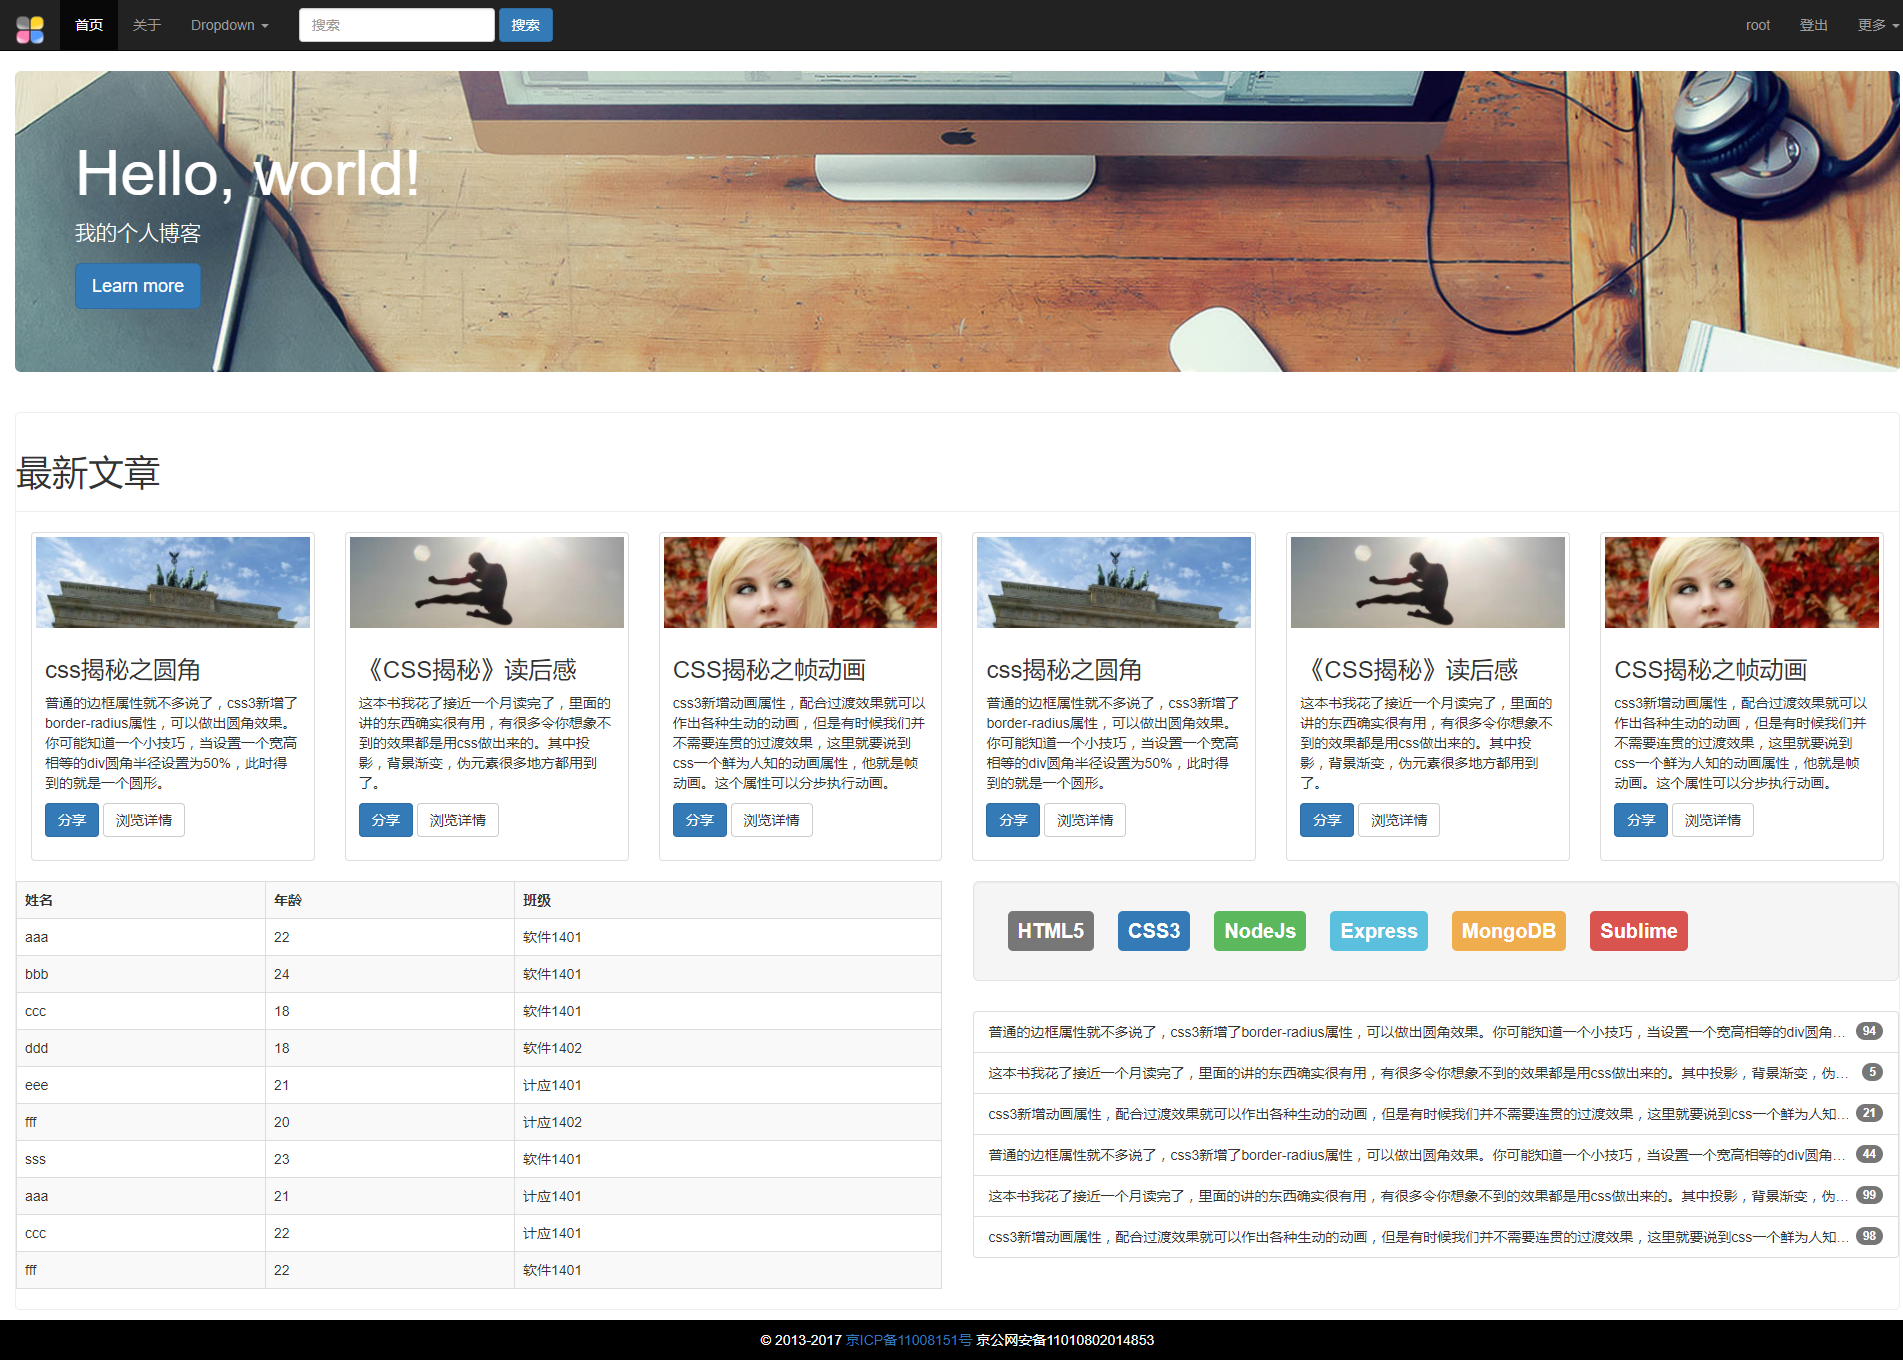 首页 关于 Dropdown 搜索 搜索 root 登出 更多
Hello, world!
我的个人博客
Learn more
最新文章
css揭秘之圆角
普通的边框属性就不多说了，css3新增了
border-radius属性，可以做出圆角效果。
你可能知道一个小技巧，当设置一个宽高
相等的div圆角半径设置为50%，此时得
到的就是一个圆形。
分享 浏览详情
《CSS揭秘》读后感
这本书我花了接近一个月读完了，里面的
讲的东西确实很有用，有很多令你想象不
到的效果都是用css做出来的。其中投
影，背景渐变，伪元素很多地方都用到
了。
分享 浏览详情
CSS揭秘之帧动画
css3新增动画属性，配合过渡效果就可以
作出各种生动的动画，但是有时候我们并
不需要连贯的过渡效果，这里就要说到
css一个鲜为人知的动画属性，他就是帧
动画。这个属性可以分步执行动画。
分享 浏览详情
css揭秘之圆角
普通的边框属性就不多说了，css3新增了
border-radius属性，可以做出圆角效果。
你可能知道一个小技巧，当设置一个宽高
相等的div圆角半径设置为50%，此时得
到的就是一个圆形。
分享 浏览详情
《CSS揭秘》读后感
这本书我花了接近一个月读完了，里面的
讲的东西确实很有用，有很多令你想象不
到的效果都是用css做出来的。其中投
影，背景渐变，伪元素很多地方都用到
了。
分享 浏览详情
CSS揭秘之帧动画
css3新增动画属性，配合过渡效果就可以
作出各种生动的动画，但是有时候我们并
不需要连贯的过渡效果，这里就要说到
css一个鲜为人知的动画属性，他就是帧
动画。这个属性可以分步执行动画。
分享 浏览详情
姓名 年龄 班级
aaa 22 软件1401
bbb 24 软件1401
ccc 18 软件1401
ddd 18 软件1402
eee 21 计应1401
fff 20 计应1402
sss 23 软件1401
aaa 21 计应1401
ccc 22 计应1401
fff 22 软件1401
HTML5 CSS3 NodeJs Express MongoDB Sublime
普通的边框属性就不多说了，css3新增了border-radius属性，可以做出圆角效果。你可能知道一个小技巧，当设置一个宽高相等的div圆角... 94
这本书我花了接近一个月读完了，里面的讲的东西确实很有用，有很多令你想象不到的效果都是用css做出来的。其中投影，背景渐变，伪... 5
css3新增动画属性，配合过渡效果就可以作出各种生动的动画，但是有时候我们并不需要连贯的过渡效果，这里就要说到css一个鲜为人知... 21
普通的边框属性就不多说了，css3新增了border-radius属性，可以做出圆角效果。你可能知道一个小技巧，当设置一个宽高相等的div圆角... 44
这本书我花了接近一个月读完了，里面的讲的东西确实很有用，有很多令你想象不到的效果都是用css做出来的。其中投影，背景渐变，伪... 99
css3新增动画属性，配合过渡效果就可以作出各种生动的动画，但是有时候我们并不需要连贯的过渡效果，这里就要说到css一个鲜为人知... 98
© 2013-2017 京ICP备11008151号 京公网安备11010802014853